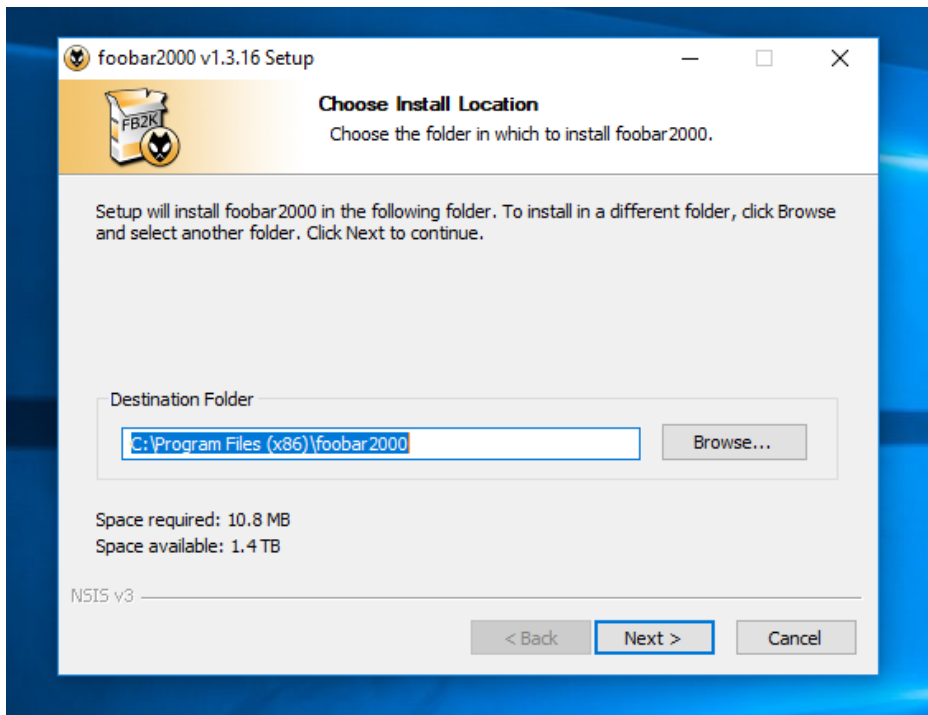 foobar2000 v1.3.16 Setup
FB2K
Choose Install Location
Choose the folder in which to install foobar2000.
Setup will install foobar2000 in the following folder. To install in a different folder, click Browse
and select another folder. Click Next to continue.
Destination Folder
C:\Program Files (x86)\foobar2000
Browse...
Space required: 10.8 MB
Space available: 1.4 TB
NSIS v3
< Back
Next >
Cancel